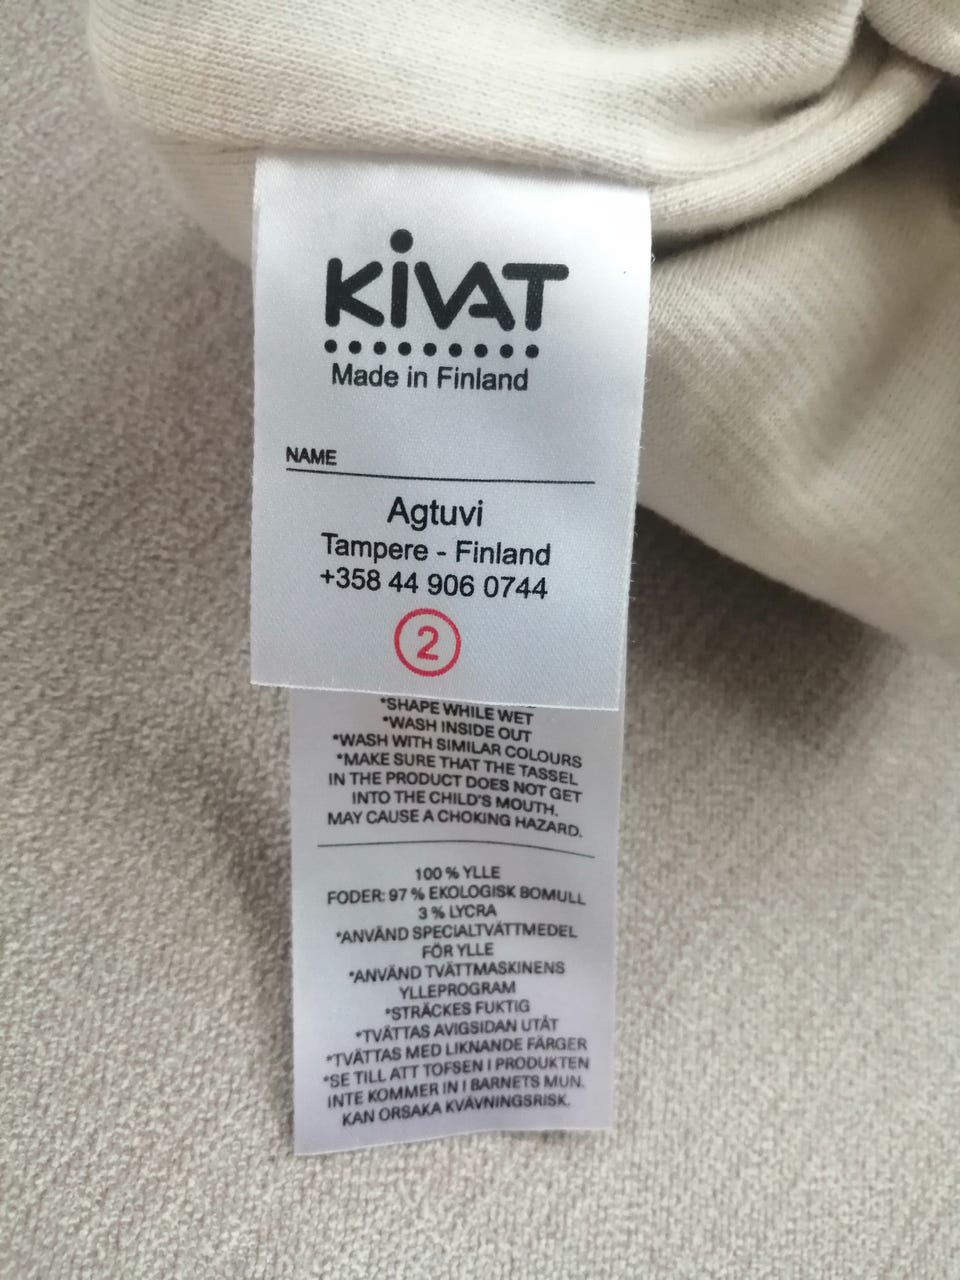 KiVAT
Made in Finland
NAME
Agtuvi
Tampere - Finland
+358 44 906 0744
2
*SHAPE WHILE WET
*WASH INSIDE OUT
*WASH WITH SIMILAR COLOURS
*MAKE SURE THAT THE TASSEL
IN THE PRODUCT DOES NOT GET
INTO THE CHILD'S MOUTH.
MAY CAUSE A CHOKING HAZARD.
100 % YLLE
FODER: 97 % EKOLOGISK BOMULL
3 % LYCRA
*ANVÄND SPECIALTVÄTTMEDEL
FÖR YLLE
*ANVÄND TVÄTTMASKINENS
YLLEPROGRAM
*STRÄCKES FUKTIG
*TVÄTTAS AVIGSIDAN UTÅT
*TVÄTTAS MED LIKNANDE FÄRGER
*SE TILL ATT TOFSEN I PRODUKTEN
INTE KOMMER IN I BARNETS MUN.
KAN ORSAKA KVÄVNINGSRISK.